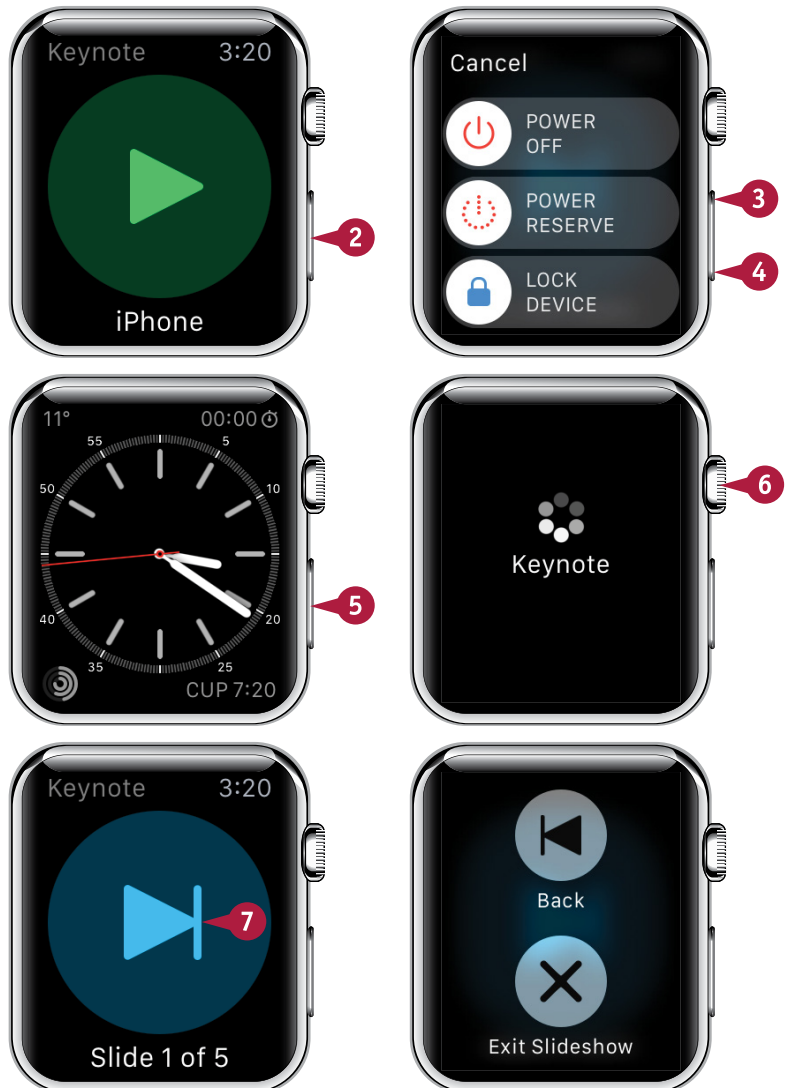 Keynote 3:20
iPhone
2
Cancel
POWER
OFF
POWER
RESERVE
LOCK
DEVICE
3
4
11° 00:00
55 5
50 10
40 20
35 25
CUP 7:20
5
Keynote
6
Keynote 3:20
7
Slide 1 of 5
Back
Exit Slideshow